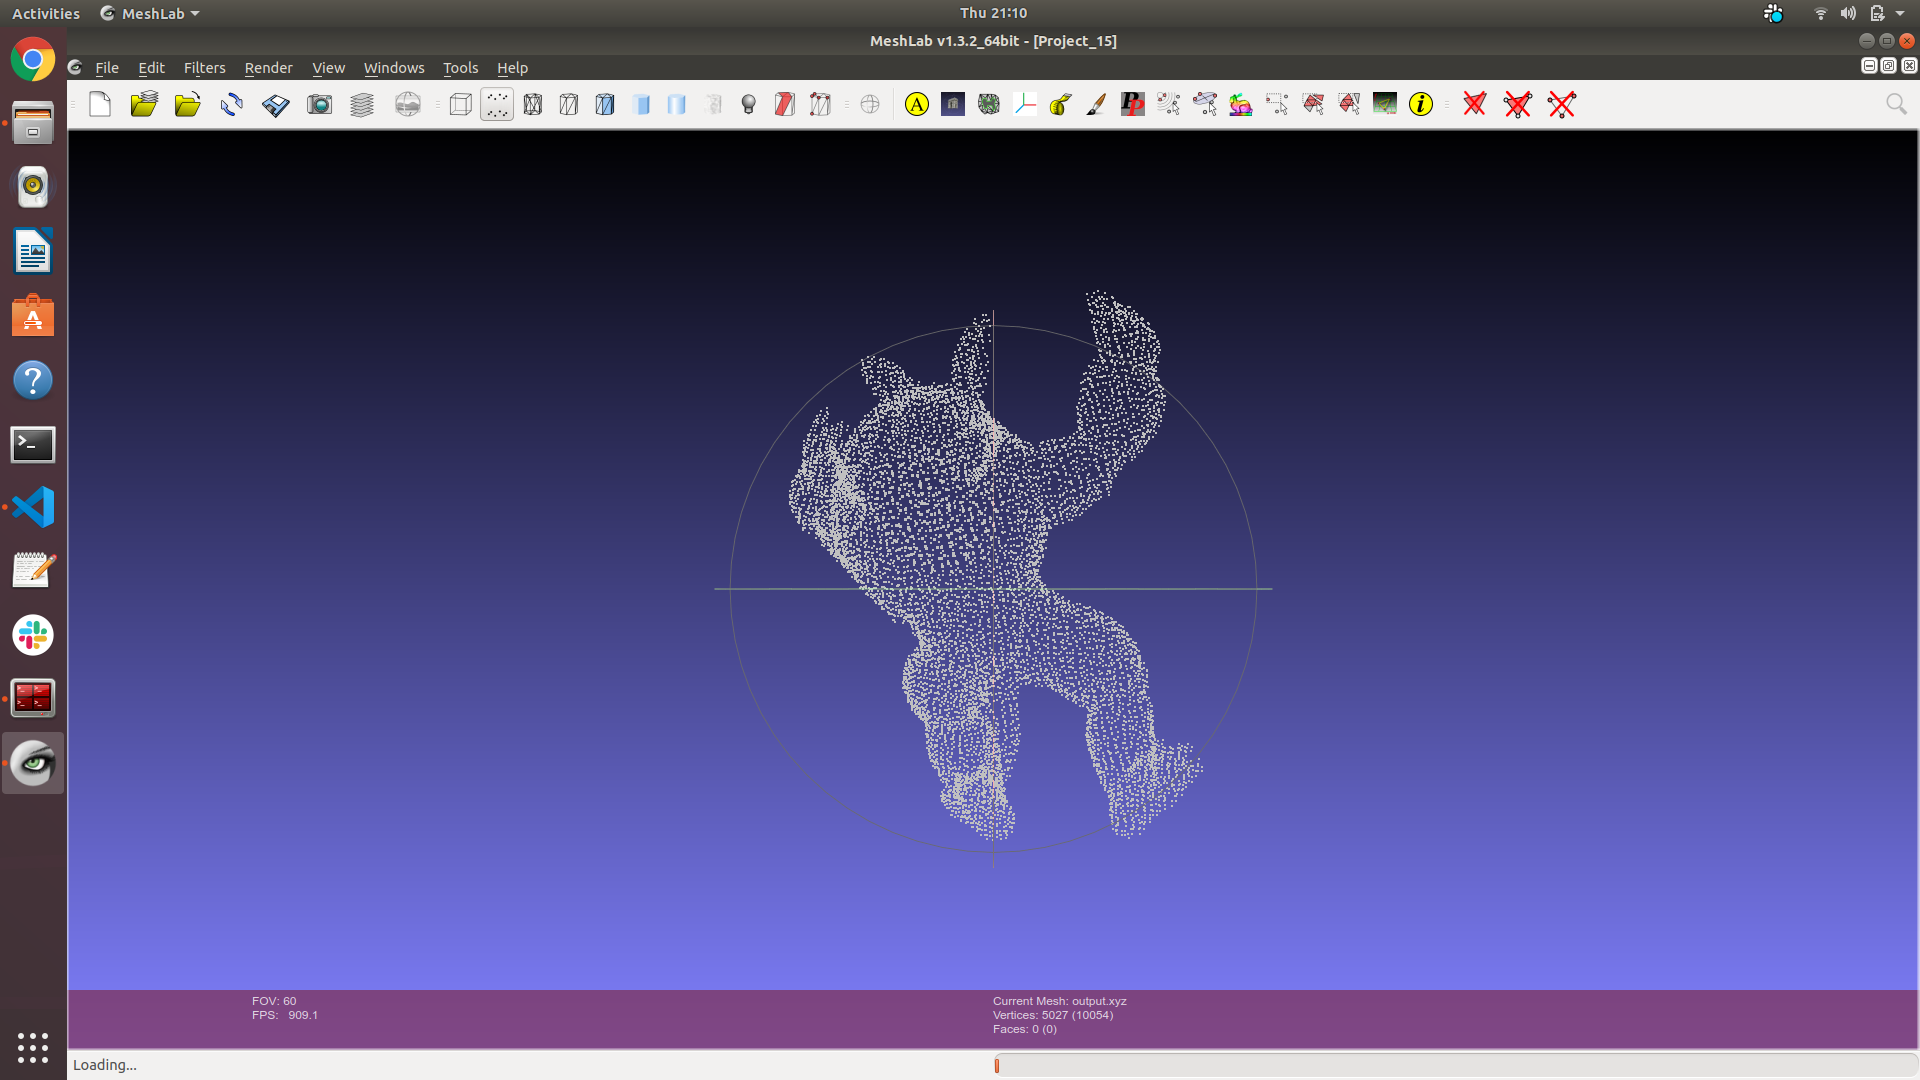 Activities MeshLab Thu 21:10
MeshLab v1.3.2_64bit - [Project_15]
File Edit Filters Render View Windows Tools Help
A PP i
FOV: 60
FPS: 909.1
Current Mesh: output.xyz
Vertices: 5027 (10054)
Faces: 0 (0)
Loading...